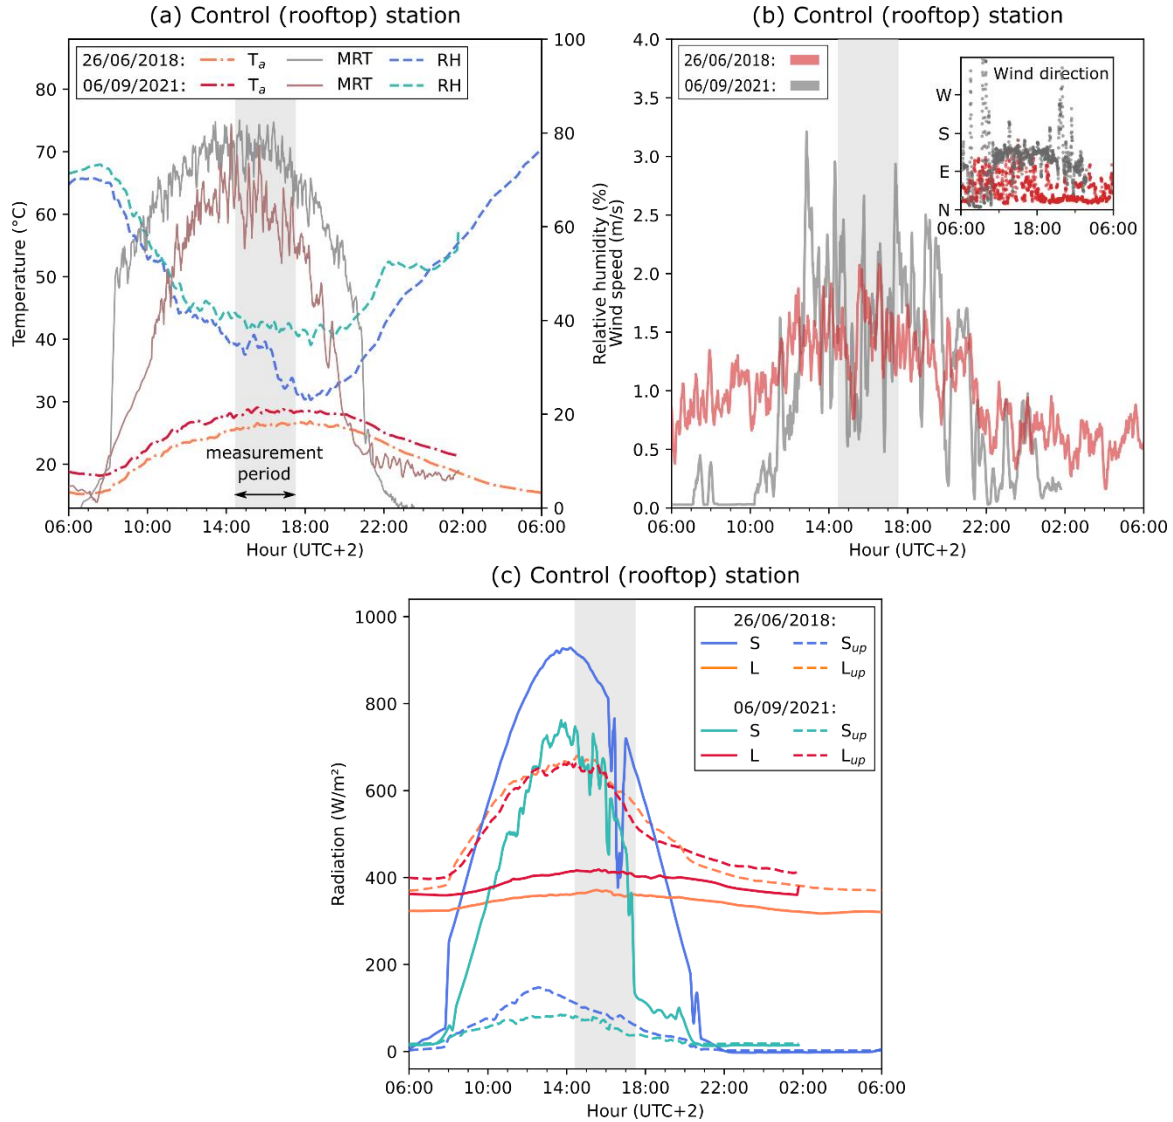 (a) Control (rooftop) station
26/06/2018: Ta MRT RH
06/09/2021: Ta MRT RH
Temperature (°C)
80
70
60
50
40
30
20
100
80
60
40
20
0
Relative humidity (%)
measurement
period
06:00 10:00 14:00 18:00 22:00 02:00 06:00
Hour (UTC+2)
(b) Control (rooftop) station
26/06/2018:
06/09/2021:
Wind speed (m/s)
4.0
3.5
3.0
2.5
2.0
1.5
1.0
0.5
0.0
Wind direction
W
S
E
N
06:00 18:00 06:00
06:00 10:00 14:00 18:00 22:00 02:00 06:00
Hour (UTC+2)
(c) Control (rooftop) station
26/06/2018:
S Sup
L Lup
06/09/2021:
S Sup
L Lup
Radiation (W/m²)
1000
800
600
400
200
0
06:00 10:00 14:00 18:00 22:00 02:00 06:00
Hour (UTC+2)